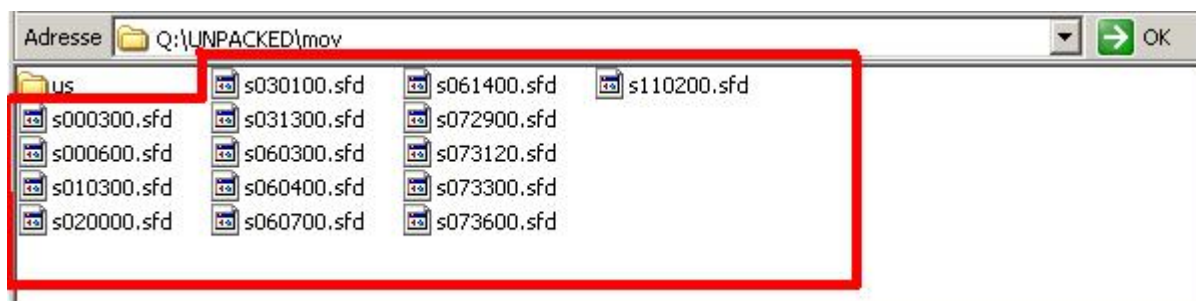 Adresse Q:\UNPACKED\mov OK
us s030100.sfd s061400.sfd s110200.sfd
s000300.sfd s031300.sfd s072900.sfd
s000600.sfd s060300.sfd s073120.sfd
s010300.sfd s060400.sfd s073300.sfd
s020000.sfd s060700.sfd s073600.sfd